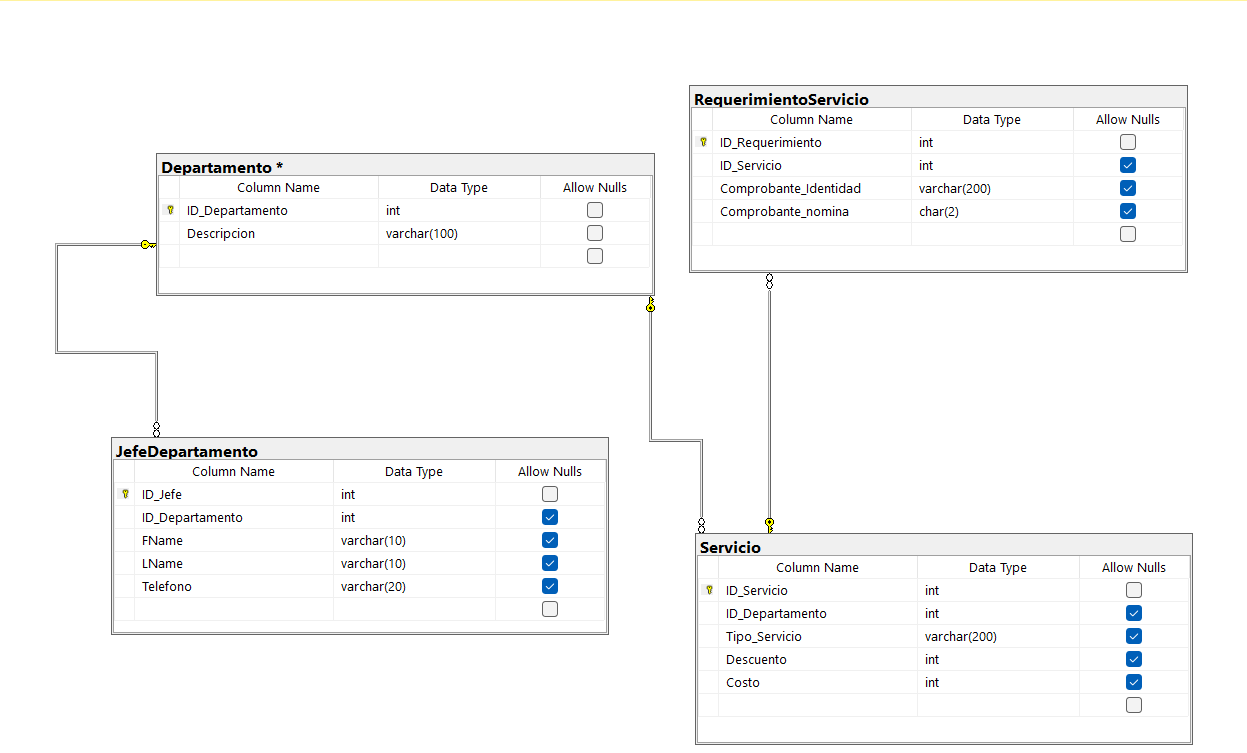 RequerimientoServicio
Column Name Data Type Allow Nulls
ID_Requerimiento int
ID_Servicio int
Comprobante_Identidad varchar(200)
Comprobante_nomina char(2)
Departamento *
Column Name Data Type Allow Nulls
ID_Departamento int
Descripcion varchar(100)
JefeDepartamento
Column Name Data Type Allow Nulls
ID_Jefe int
ID_Departamento int
FName varchar(10)
LName varchar(10)
Telefono varchar(20)
Servicio
Column Name Data Type Allow Nulls
ID_Servicio int
ID_Departamento int
Tipo_Servicio varchar(200)
Descuento int
Costo int